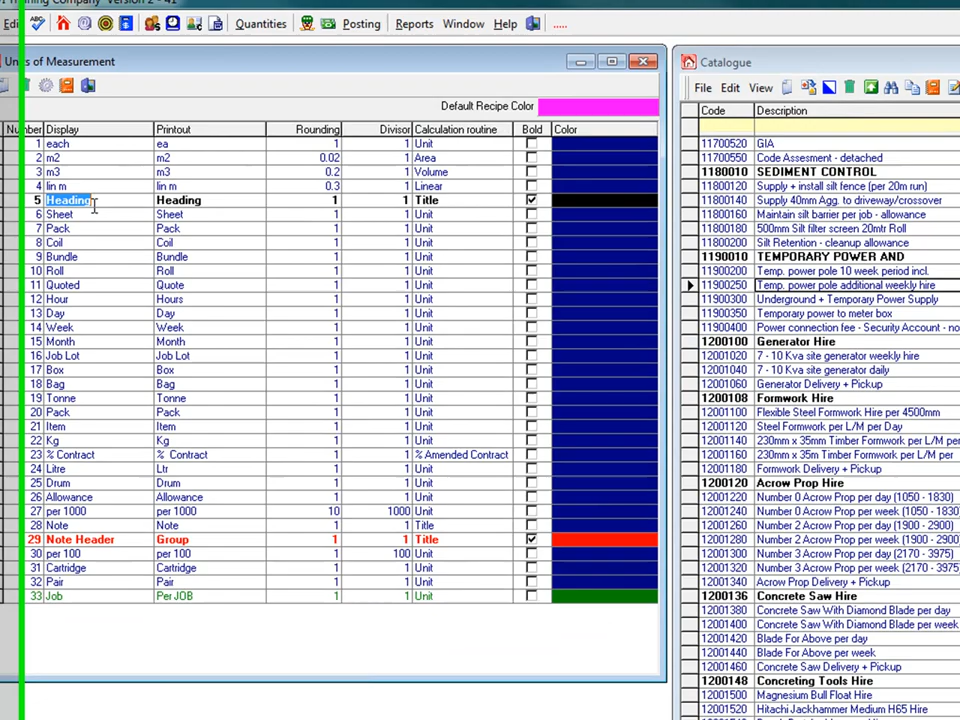 Training Company Version 2 - 41
Edi Quantities Posting Reports Window Help .....
Units of Measurement
Default Recipe Color
Number Display Printout Rounding Divisor Calculation routine Bold Color
1 each ea 1 1 Unit
2 m2 m2 0.02 1 Area
3 m3 m3 0.2 1 Volume
4 lin m lin m 0.3 1 Linear
5 Heading Heading 1 1 Title
6 Sheet Sheet 1 1 Unit
7 Pack Pack 1 1 Unit
8 Coil Coil 1 1 Unit
9 Bundle Bundle 1 1 Unit
10 Roll Roll 1 1 Unit
11 Quoted Quote 1 1 Unit
12 Hour Hours 1 1 Unit
13 Day Day 1 1 Unit
14 Week Week 1 1 Unit
15 Month Month 1 1 Unit
16 Job Lot Job Lot 1 1 Unit
17 Box Box 1 1 Unit
18 Bag Bag 1 1 Unit
19 Tonne Tonne 1 1 Unit
20 Pack Pack 1 1 Unit
21 Item Item 1 1 Unit
22 Kg Kg 1 1 Unit
23 % Contract % Contract 1 1 % Amended Contract
24 Litre Ltr 1 1 Unit
25 Drum Drum 1 1 Unit
26 Allowance Allowance 1 1 Unit
27 per 1000 per 1000 10 1000 Unit
28 Note Note 1 1 Title
29 Note Header Group 1 1 Title
30 per 100 per 100 1 100 Unit
31 Cartridge Cartridge 1 1 Unit
32 Pair Pair 1 1 Unit
33 Job Per JOB 1 1 Unit
Catalogue
File Edit View
Code Description
11700520 GIA
11700550 Code Assesment - detached
1180010 SEDIMENT CONTROL
11800120 Supply + install silt fence (per 20m run)
11800140 Supply 40mm Agg. to driveway/crossover
11800160 Maintain silt barrier per job - allowance
11800180 500mm Silt filter screen 20mtr Roll
11800200 Silt Retention - cleanup allowance
1190010 TEMPORARY POWER AND
11900200 Temp. power pole 10 week period incl.
11900250 Temp. power pole additional weekly hire
11900300 Underground + Temporary Power Supply
11900350 Temporary power to meter box
11900400 Power connection fee - Security Account - no
1200100 Generator Hire
12001020 7 - 10 Kva site generator weekly hire
12001040 7 - 10 Kva site generator daily
12001060 Generator Delivery + Pickup
1200108 Formwork Hire
12001100 Flexible Steel Formwork Hire per 4500mm
12001120 Steel Formwork per L/M per Day
12001140 230mm x 35mm Timber Formwork per L/M per
12001160 230mm x 35m Timber Formwork per L/M per
12001180 Formwork Delivery + Pickup
1200120 Acrow Prop Hire
12001220 Number 0 Acrow Prop per day (1050 - 1830)
12001240 Number 0 Acrow Prop per week (1050 - 1830)
12001260 Number 2 Acrow Prop per day (1900 - 2900)
12001280 Number 2 Acrow Prop per week (1900 - 2900)
12001300 Number 3 Acrow Prop per day (2170 - 3975)
12001320 Number 3 Acrow Prop per week (2170 - 3975)
12001340 Acrow Prop Delivery + Pickup
1200136 Concrete Saw Hire
12001380 Concrete Saw With Diamond Blade per day
12001400 Concrete Saw With Diamond Blade per week
12001420 Blade For Above per day
12001440 Blade For Above per week
12001460 Concrete Saw Delivery + Pickup
1200148 Concreting Tools Hire
12001500 Magnesium Bull Float Hire
12001520 Hitachi Jackhammer Medium H65 Hire